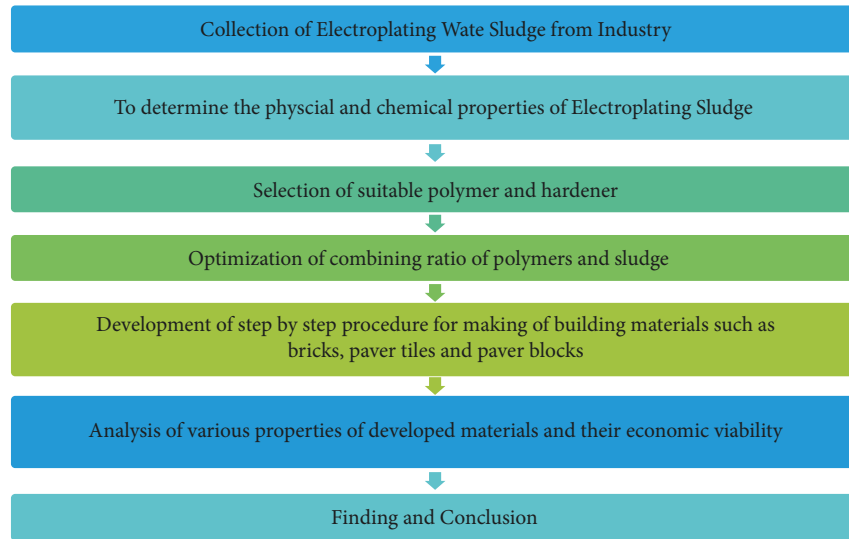 Collection of Electroplating Wate Sludge from Industry
To determine the physcial and chemical properties of Electroplating Sludge
Selection of suitable polymer and hardener
Optimization of combining ratio of polymers and sludge
Development of step by step procedure for making of building materials such as
bricks, paver tiles and paver blocks
Analysis of various properties of developed materials and their economic viability
Finding and Conclusion